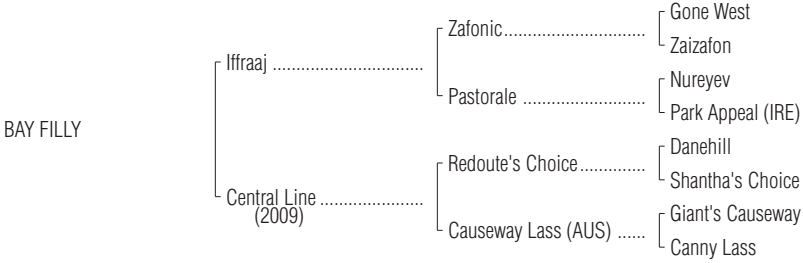 Gone West
Zafonic..............................
Zaizafon
Iffraaj ................................
Nureyev
Pastorale ..........................
Park Appeal (IRE)
BAY FILLY
Danehill
Redoute's Choice..............
Shantha's Choice
Central Line ......................
(2009)
Giant's Causeway
Causeway Lass (AUS) ......
Canny Lass